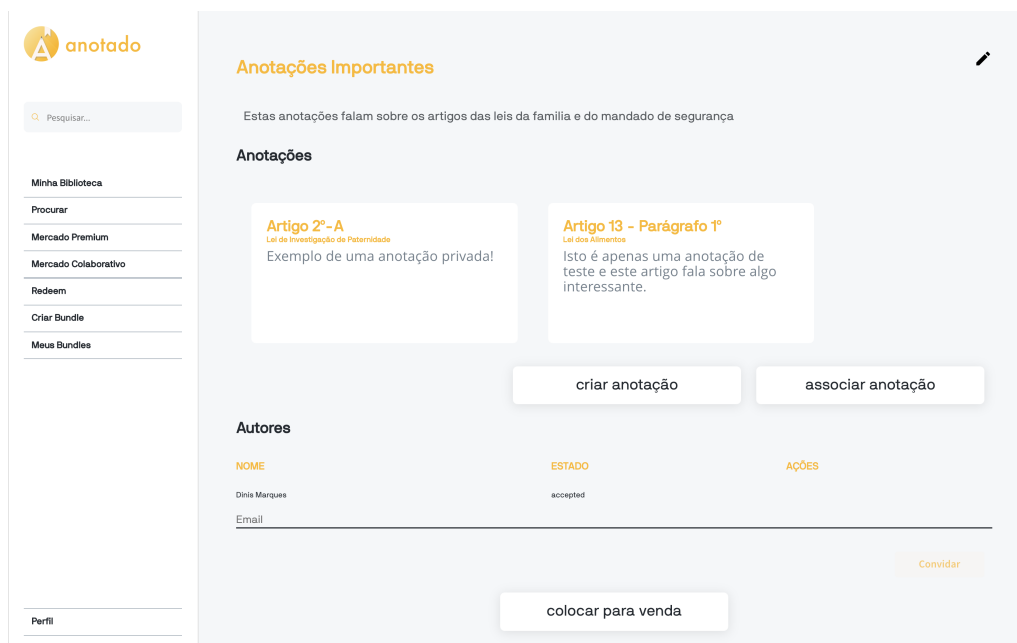 anotado
Pesquisar...
Minha Biblioteca
Procurar
Mercado Premium
Mercado Colaborativo
Redeem
Criar Bundle
Meus Bundles
Perfil
Anotações Importantes
Estas anotações falam sobre os artigos das leis da familia e do mandado de segurança
Anotações
Artigo 2º-A
Lei de Investigação de Paternidade
Exemplo de uma anotação privada!
Artigo 13 - Parágrafo 1º
Lei dos Alimentos
Isto é apenas uma anotação de
teste e este artigo fala sobre algo
interessante.
criar anotação
associar anotação
Autores
NOME ESTADO AÇÕES
Dinis Marques accepted
Email
Convidar
colocar para venda